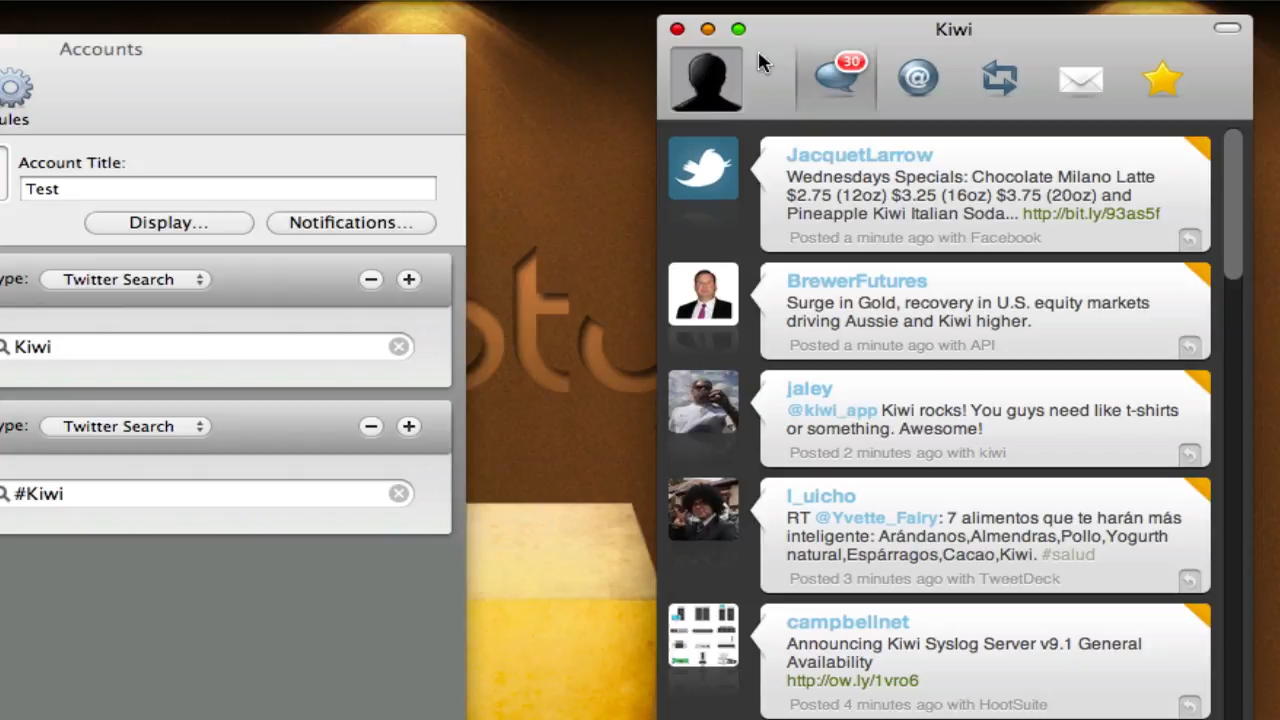 Accounts
ules
Account Title:
Test
Display...
Notifications...
ype:
Twitter Search
Kiwi
ype:
Twitter Search
#Kiwi
Kiwi
30
@
JacquetLarrow
Wednesdays Specials: Chocolate Milano Latte
$2.75 (12oz) $3.25 (16oz) $3.75 (20oz) and
Pineapple Kiwi Italian Soda... http://bit.ly/93as5f
Posted a minute ago with Facebook
BrewerFutures
Surge in Gold, recovery in U.S. equity markets
driving Aussie and Kiwi higher.
Posted a minute ago with API
jaley
@kiwi_app Kiwi rocks! You guys need like t-shirts
or something. Awesome!
Posted 2 minutes ago with kiwi
l_uicho
RT @Yvette_Fairy: 7 alimentos que te harán más
inteligente: Arándanos,Almendras,Pollo,Yogurth
natural,Espárragos,Cacao,Kiwi. #salud
Posted 3 minutes ago with TweetDeck
campbellnet
Announcing Kiwi Syslog Server v9.1 General
Availability
http://ow.ly/1vro6
Posted 4 minutes ago with HootSuite